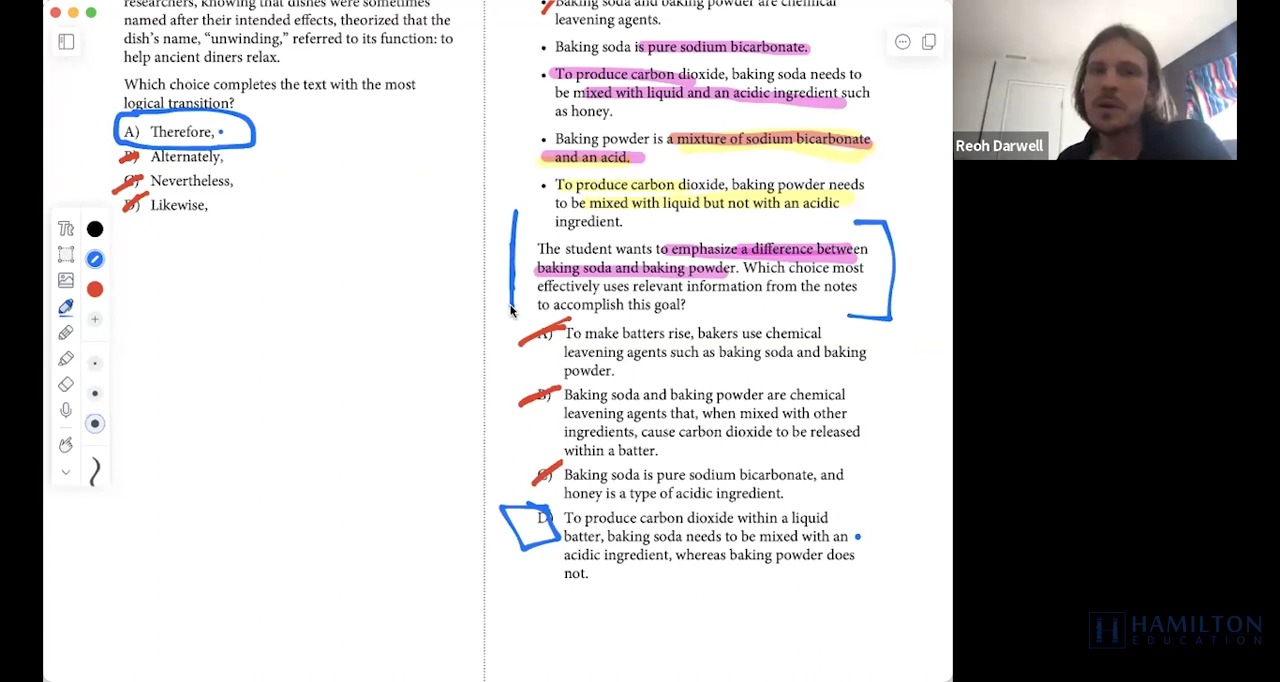 researchers, knowing that dishes were sometimes
named after their intended effects, theorized that the
dish's name, “unwinding,” referred to its function: to
help ancient diners relax.
Which choice completes the text with the most
logical transition?
A) Therefore,
B) Alternately,
C) Nevertheless,
D) Likewise,
Tt
• Baking soda and baking powder are chemical
leavening agents.
• Baking soda is pure sodium bicarbonate.
• To produce carbon dioxide, baking soda needs to
be mixed with liquid and an acidic ingredient such
as honey.
• Baking powder is a mixture of sodium bicarbonate
and an acid.
• To produce carbon dioxide, baking powder needs
to be mixed with liquid but not with an acidic
ingredient.
The student wants to emphasize a difference between
baking soda and baking powder. Which choice most
effectively uses relevant information from the notes
to accomplish this goal?
A) To make batters rise, bakers use chemical
leavening agents such as baking soda and baking
powder.
B) Baking soda and baking powder are chemical
leavening agents that, when mixed with other
ingredients, cause carbon dioxide to be released
within a batter.
C) Baking soda is pure sodium bicarbonate, and
honey is a type of acidic ingredient.
D) To produce carbon dioxide within a liquid
batter, baking soda needs to be mixed with an
acidic ingredient, whereas baking powder does
not.
Reoh Darwell
H HAMILTON
EDUCATION